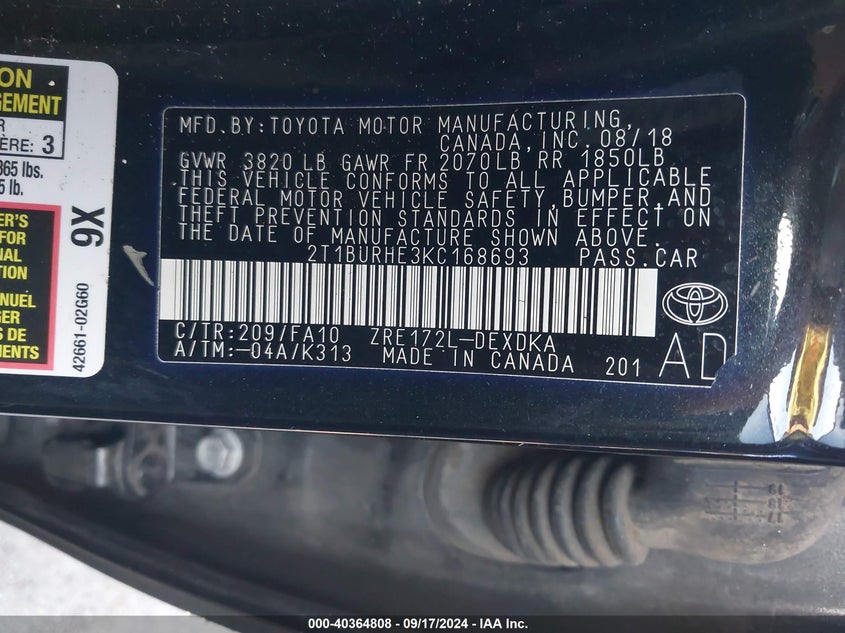 ON
GEMENT
R
ÈRE: 3
865 lbs.
5 lb.
ER'S
FOR
NAL
TION
NUEL
S DE
UMENTS
9X
42661-02G60
MFD.BY:TOYOTA MOTOR MANUFACTURING,
CANADA,INC. 08/18
GVWR 3820 LB GAWR FR 2070LB RR 1850LB
THIS VEHICLE CONFORMS TO ALL APPLICABLE
FEDERAL MOTOR VEHICLE SAFETY,BUMPER,AND
THEFT PREVENTION STANDARDS IN EFFECT ON
THE DATE OF MANUFACTURE SHOWN ABOVE.
2T1BURHE3KC168693 PASS.CAR
C/TR:209/FA10 ZRE172L-DEXDKA
A/TM:-04A/K313 MADE IN CANADA 201
AD
000-40364808 - 09/17/2024 - IAA Inc.